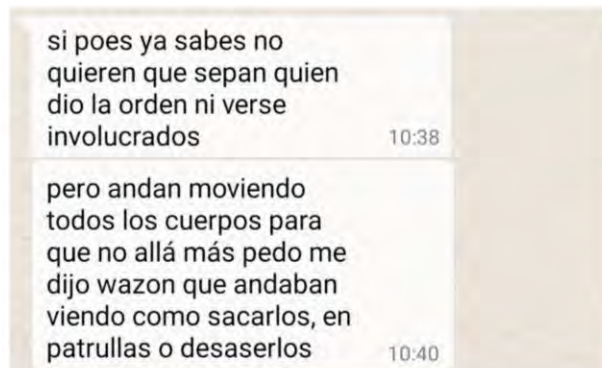 si poes ya sabes no
quieren que sepan quien
dio la orden ni verse
involucrados
10:38
pero andan moviendo
todos los cuerpos para
que no allá más pedo me
dijo wazon que andaban
viendo como sacarlos, en
patrullas o desaserlos
10:40